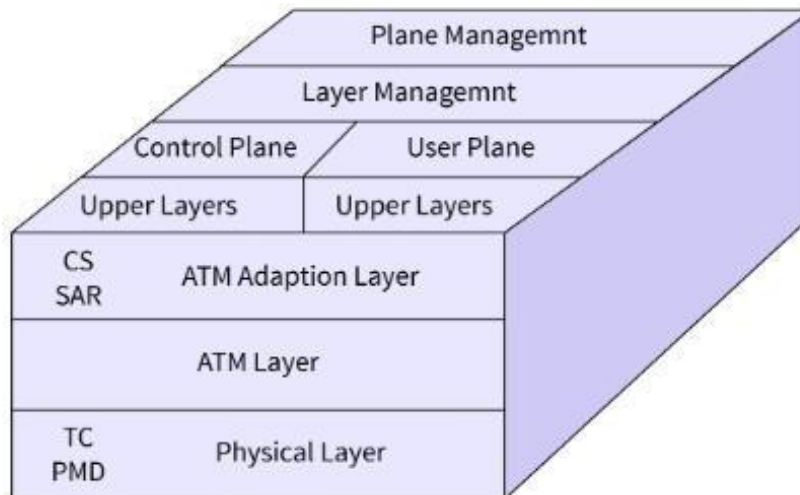 Plane Managemnt
Layer Managemnt
Control Plane User Plane
Upper Layers Upper Layers
CS
SAR
ATM Adaption Layer
ATM Layer
TC
PMD
Physical Layer